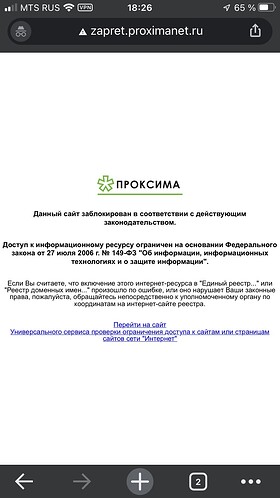 MTS RUS VPN 18:26 65 %
zapret.proximanet.ru
ПРОКСИМА
Данный сайт заблокирован в соответствии с действующим
законодательством.
Доступ к информационному ресурсу ограничен на основании Федерального
закона от 27 июля 2006 г. № 149-ФЗ "Об информации, информационных
технологиях и о защите информации".
Если Вы считаете, что включение этого интернет-ресурса в "Единый реестр..." или
"Реестр доменных имен..." произошло по ошибке, или оно нарушает Ваши законные
права, пожалуйста, обращайтесь непосредственно к уполномоченному органу по
координатам на интернет-сайте реестра.
Перейти на сайт
Универсального сервиса проверки ограничения доступа к сайтам или страницам
сайтов сети "Интернет"
2